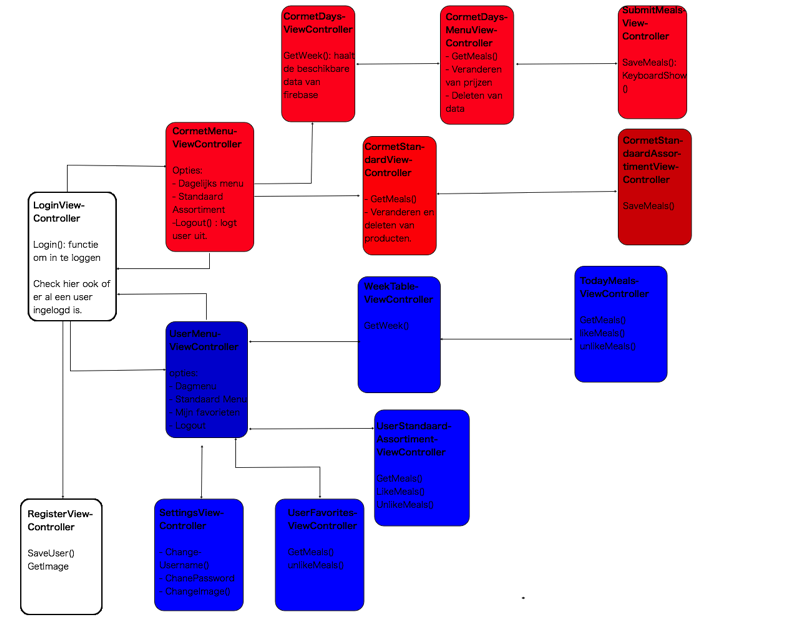 CormetDays-
ViewController
GetWeek(): haalt
de beschikbare
data van
firebase
CormetDays-
MenuView-
Controller
- GetMeals()
- Veranderen
van prijzen
- Deleten van
data
SubmitMeals-
View-
Controller
SaveMeals():
KeyboardShow
()
CormetMenu-
ViewController
Opties:
- Dagelijks menu
- Standaard
Assortiment
-Logout() : logt
user uit.
CormetStan-
dardView-
Controller
- GetMeals()
- Veranderen en
deleten van
producten.
CormetStan-
daardAssor-
timentView-
Controller
SaveMeals()
LoginView-
Controller
Login(): functie
om in te loggen
Check hier ook of
er al een user
ingelogd is.
WeekTable-
ViewController
GetWeek()
TodayMeals-
ViewController
GetMeals()
likeMeals()
unlikeMeals()
UserMenu-
ViewController
opties:
- Dagmenu
- Standaard Menu
- Mijn favorieten
- Logout
UserStandaard-
Assortiment-
ViewController
GetMeals()
LikeMeals()
UnlikeMeals()
RegisterView-
Controller
SaveUser()
GetImage
SettingsView-
Controller
- Change-
Username()
- ChanePassword
- ChangeImage()
UserFavorites-
ViewController
GetMeals()
unlikeMeals()